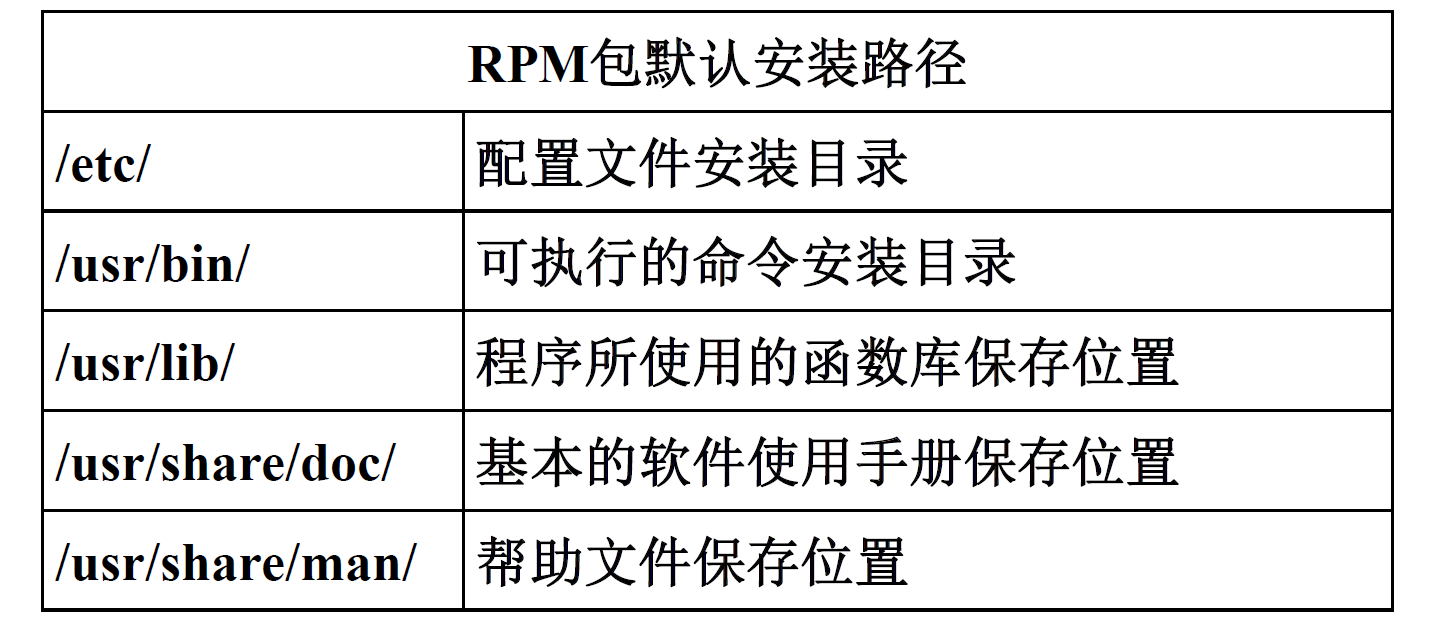 RPM包默认安装路径
/etc/ 配置文件安装目录
/usr/bin/ 可执行的命令安装目录
/usr/lib/ 程序所使用的函数库保存位置
/usr/share/doc/ 基本的软件使用手册保存位置
/usr/share/man/ 帮助文件保存位置